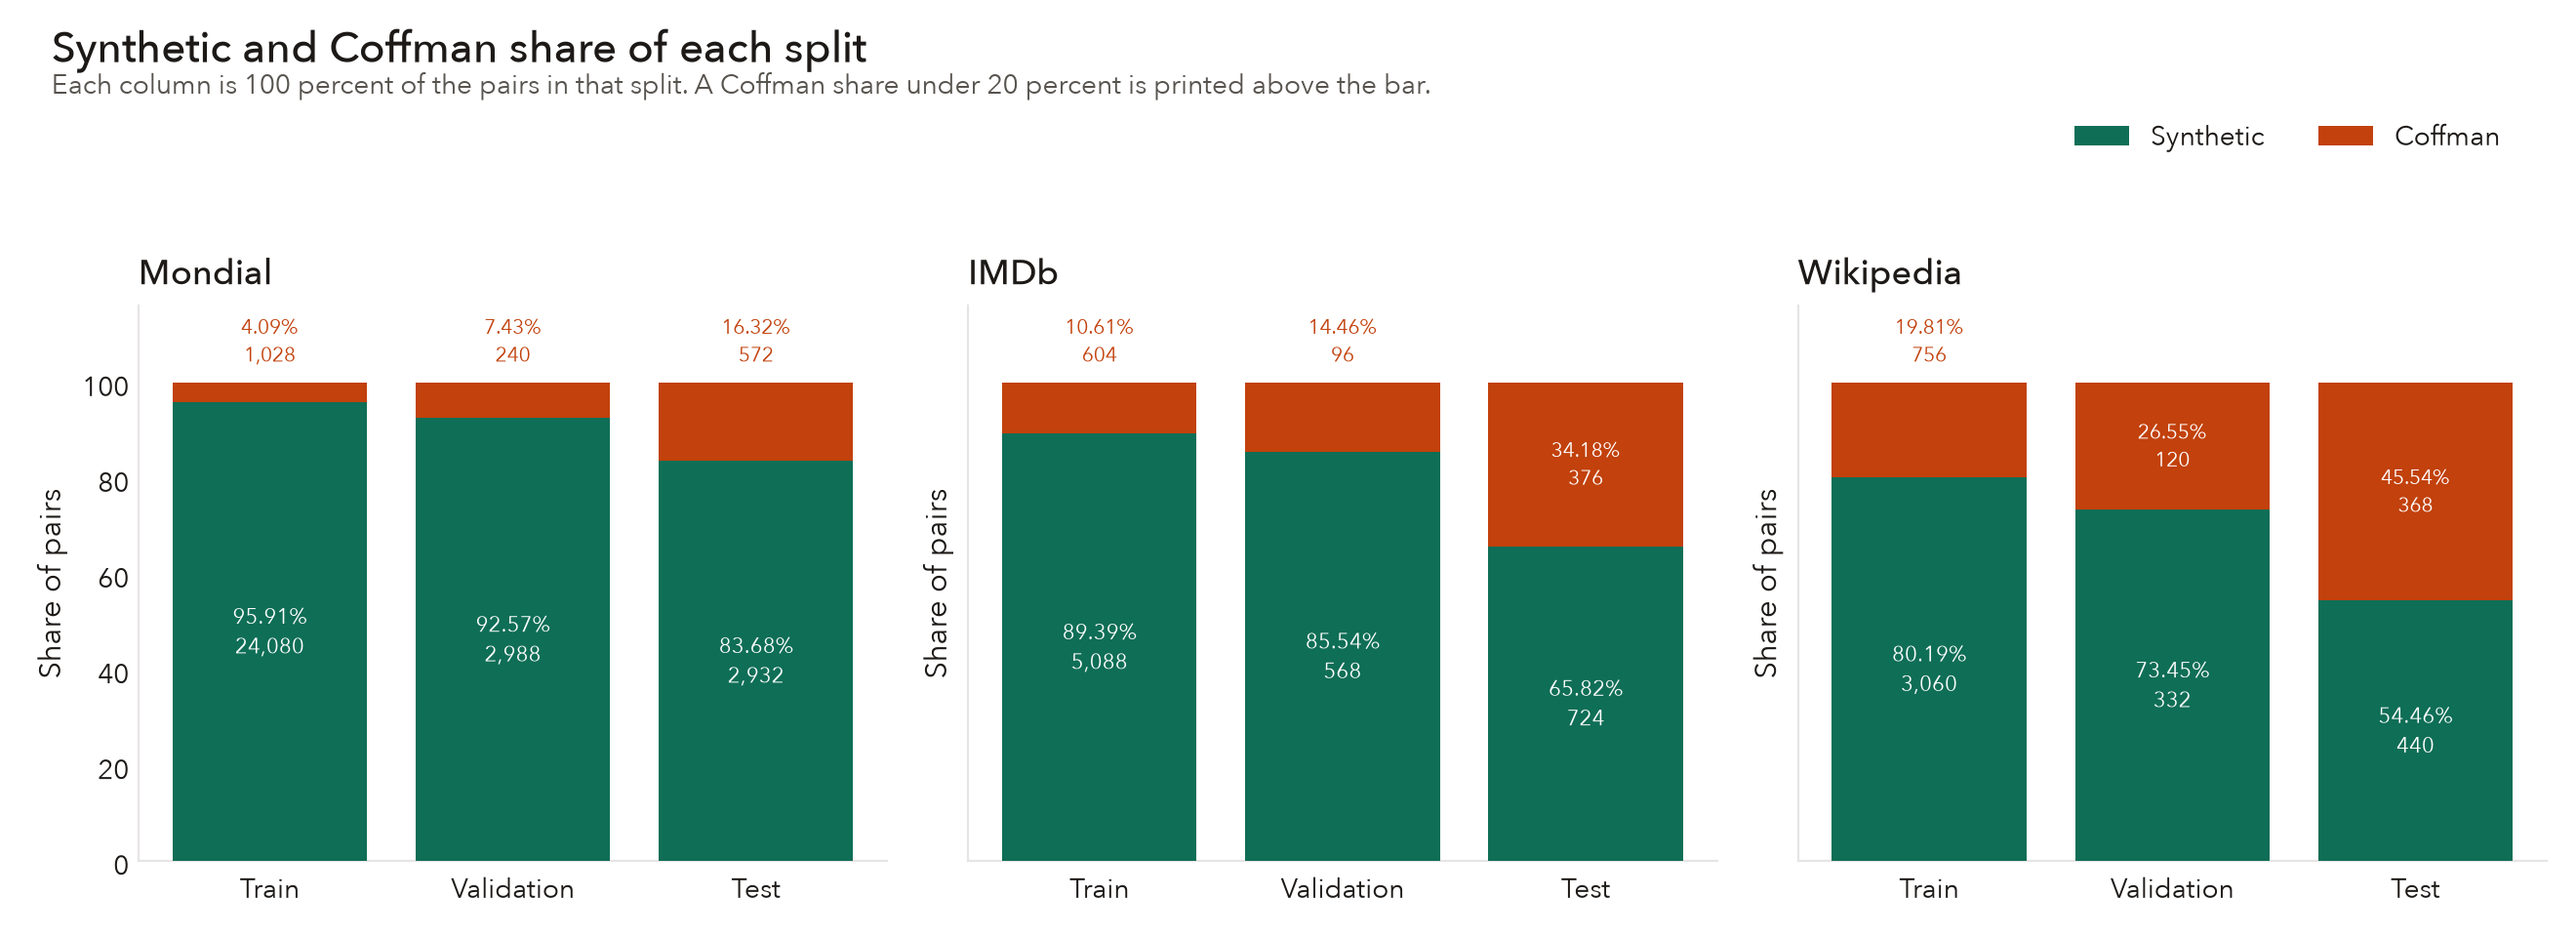 Synthetic and Coffman share of each split
Each column is 100 percent of the pairs in that split. A Coffman share under 20 percent is printed above the bar.
Synthetic
Coffman
Mondial
Share of pairs
100
80
60
40
20
0
4.09%
1,028
95.91%
24,080
Train
7.43%
240
92.57%
2,988
Validation
16.32%
572
83.68%
2,932
Test
IMDb
Share of pairs
10.61%
604
89.39%
5,088
Train
14.46%
96
85.54%
568
Validation
34.18%
376
65.82%
724
Test
Wikipedia
Share of pairs
19.81%
756
80.19%
3,060
Train
26.55%
120
73.45%
332
Validation
45.54%
368
54.46%
440
Test